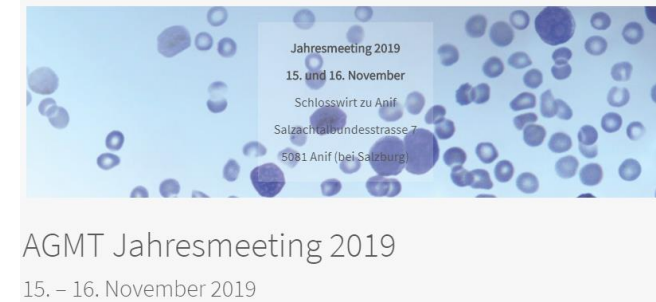 Jahresmeeting 2019
15. und 16. November
Schlosswirt zu Anif
Salzachtalbundesstrasse 7
5081 Anif (bei Salzburg)
AGMT Jahresmeeting 2019
15. – 16. November 2019